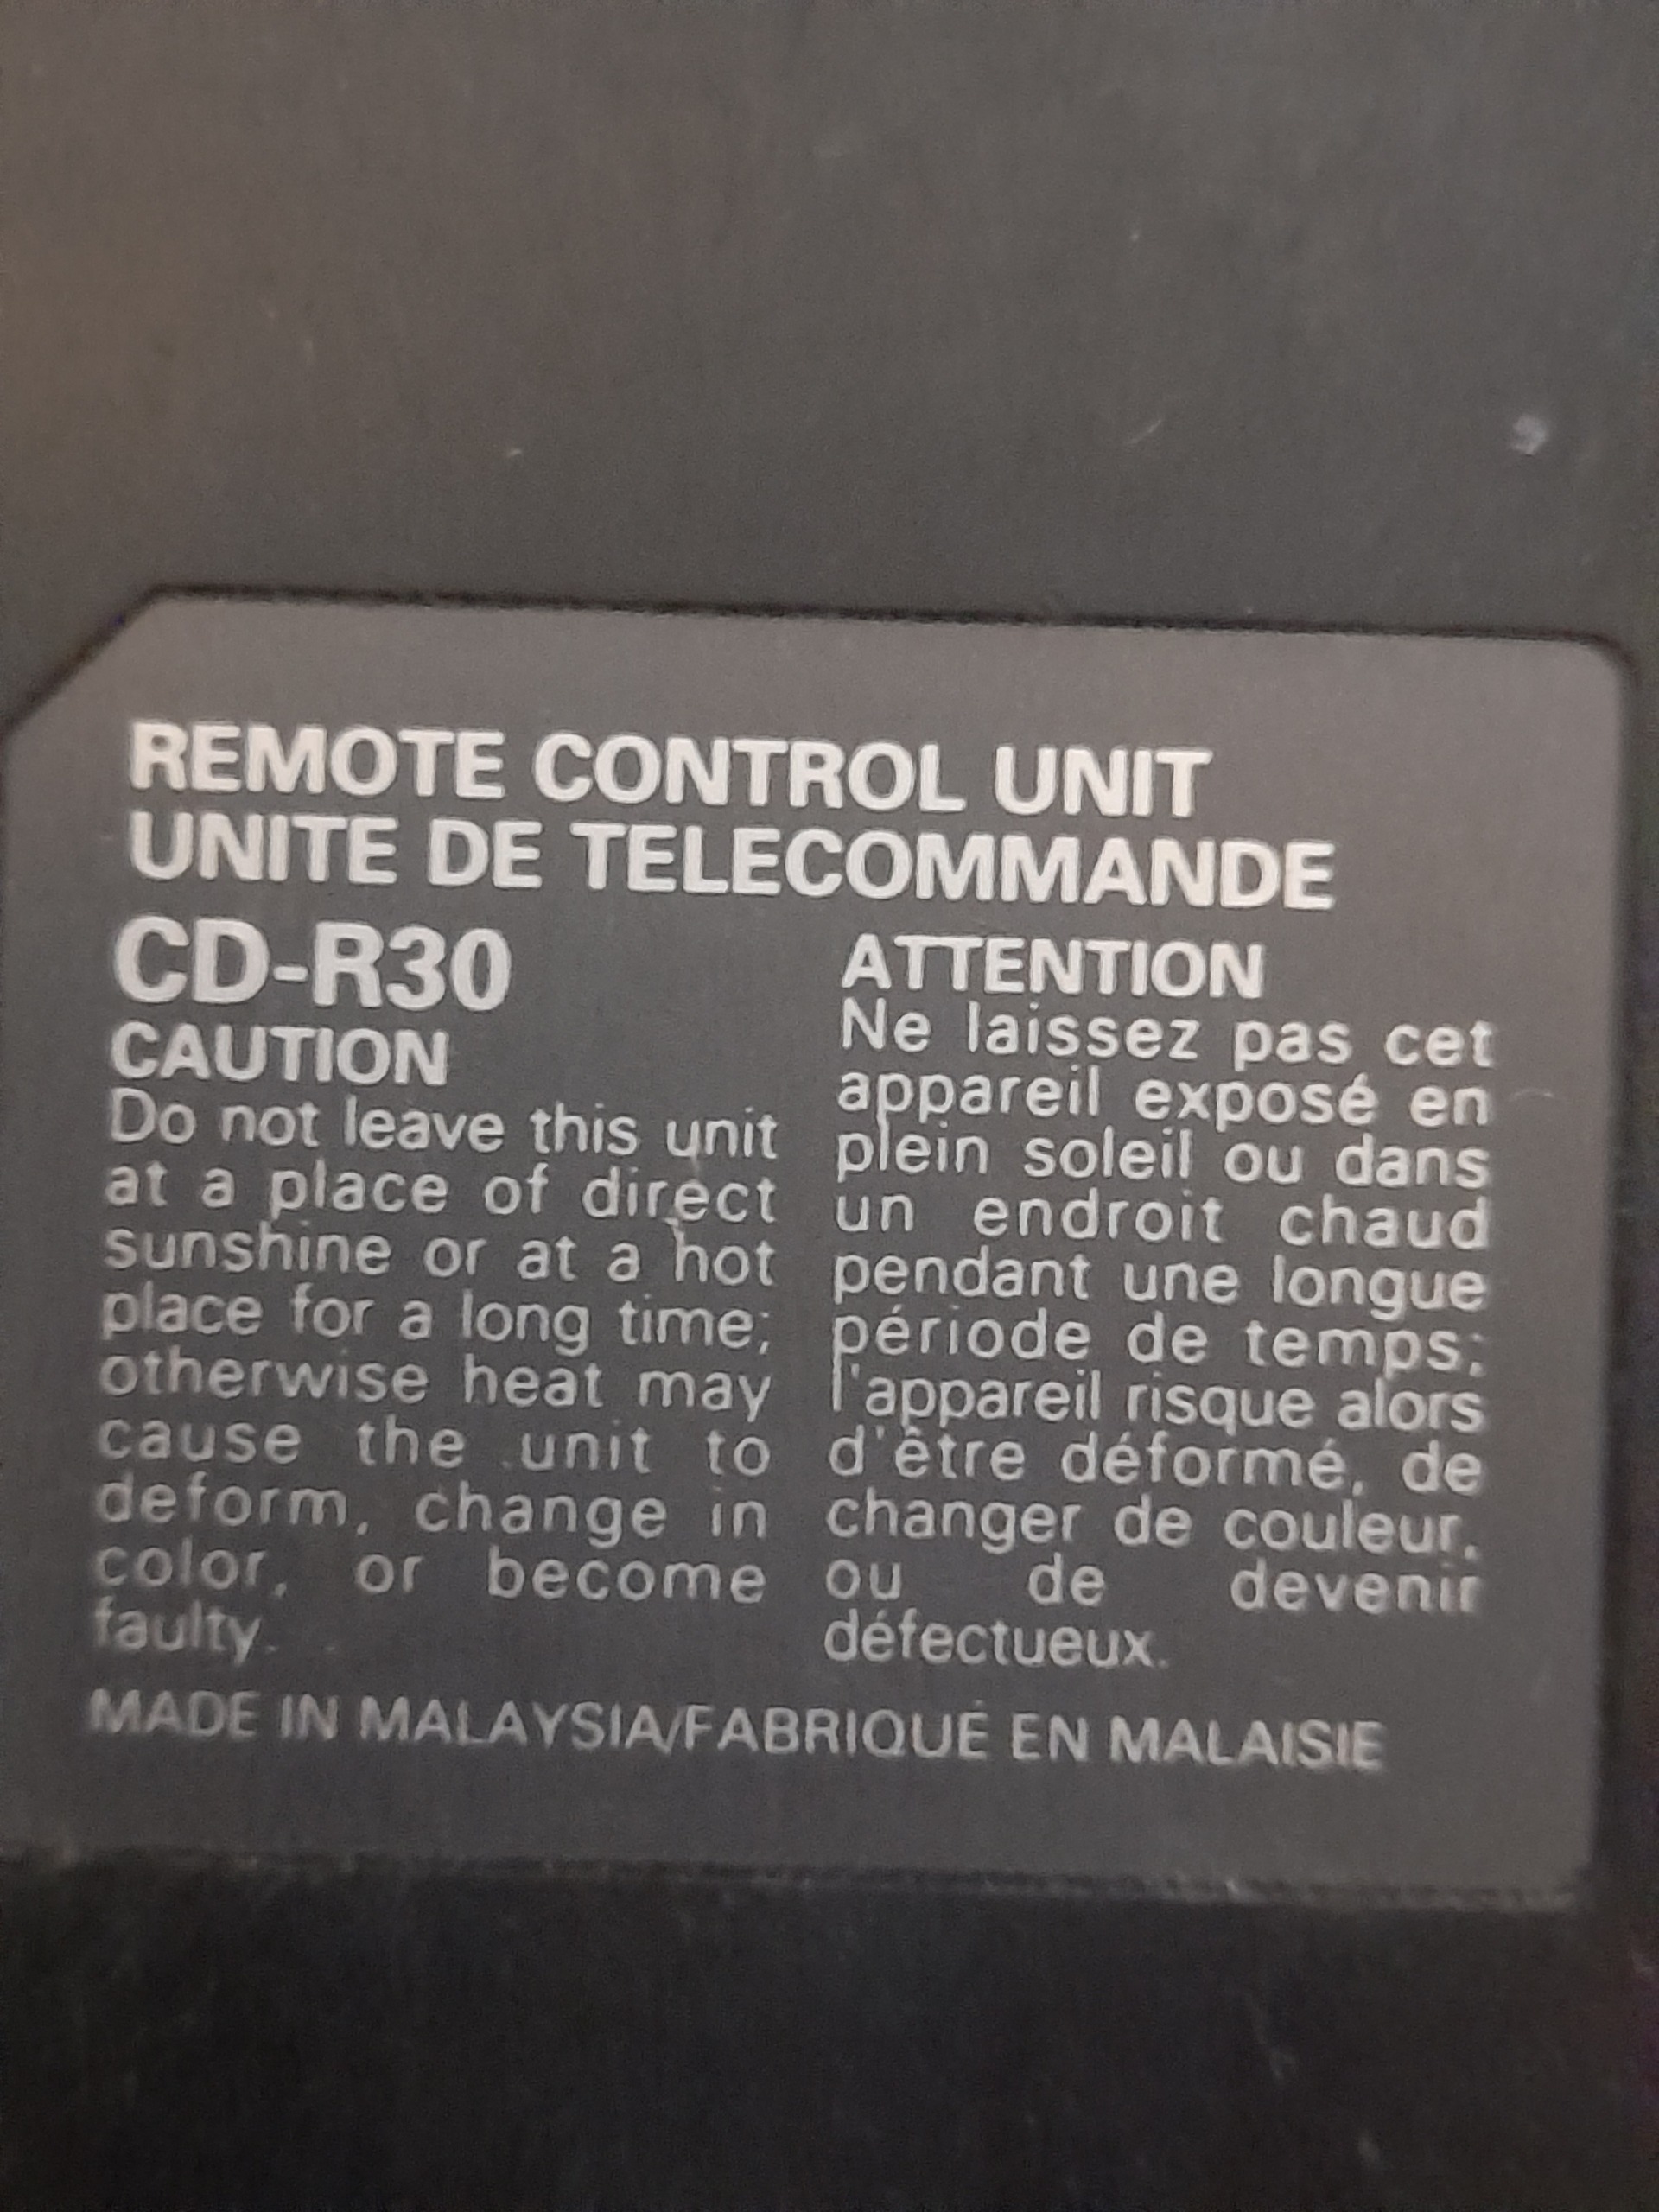 REMOTE CONTROL UNIT
UNITE DE TELECOMMANDE
CD-R30
CAUTION
Do not leave this unit
at a place of direct
sunshine or at a hot
place for a long time;
otherwise heat may
cause the unit to
deform, change in
color, or become
faulty.
ATTENTION
Ne laissez pas cet
appareil exposé en
plein soleil ou dans
un endroit chaud
pendant une longue
période de temps;
l'appareil risque alors
d'être déformé, de
changer de couleur,
ou de devenir
défectueux.
MADE IN MALAYSIA/FABRIQUÉ EN MALAISIE